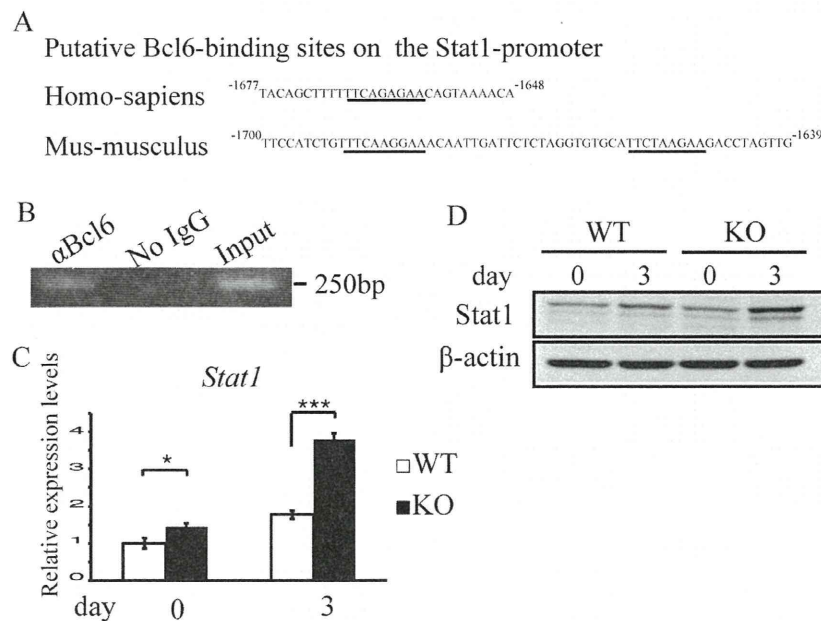 A
Putative Bcl6-binding sites on the Stat1-promoter
Homo-sapiens -1677TACAGCTTTTTTCAGAGAACAGTAAAACA-1648
Mus-musculus -1700TTCCATCTGTTTCAAGGAAACAATTGATTCTCTAGGTGTGCATTCTAAGAAGACCTAGTTG-1639
B
αBcl6 No IgG Input
250bp
C
Stat1
Relative expression levels
4
3
2
1
0
* ***
WT
KO
day 0 3
D
WT KO
day 0 3 0 3
Stat1
β-actin